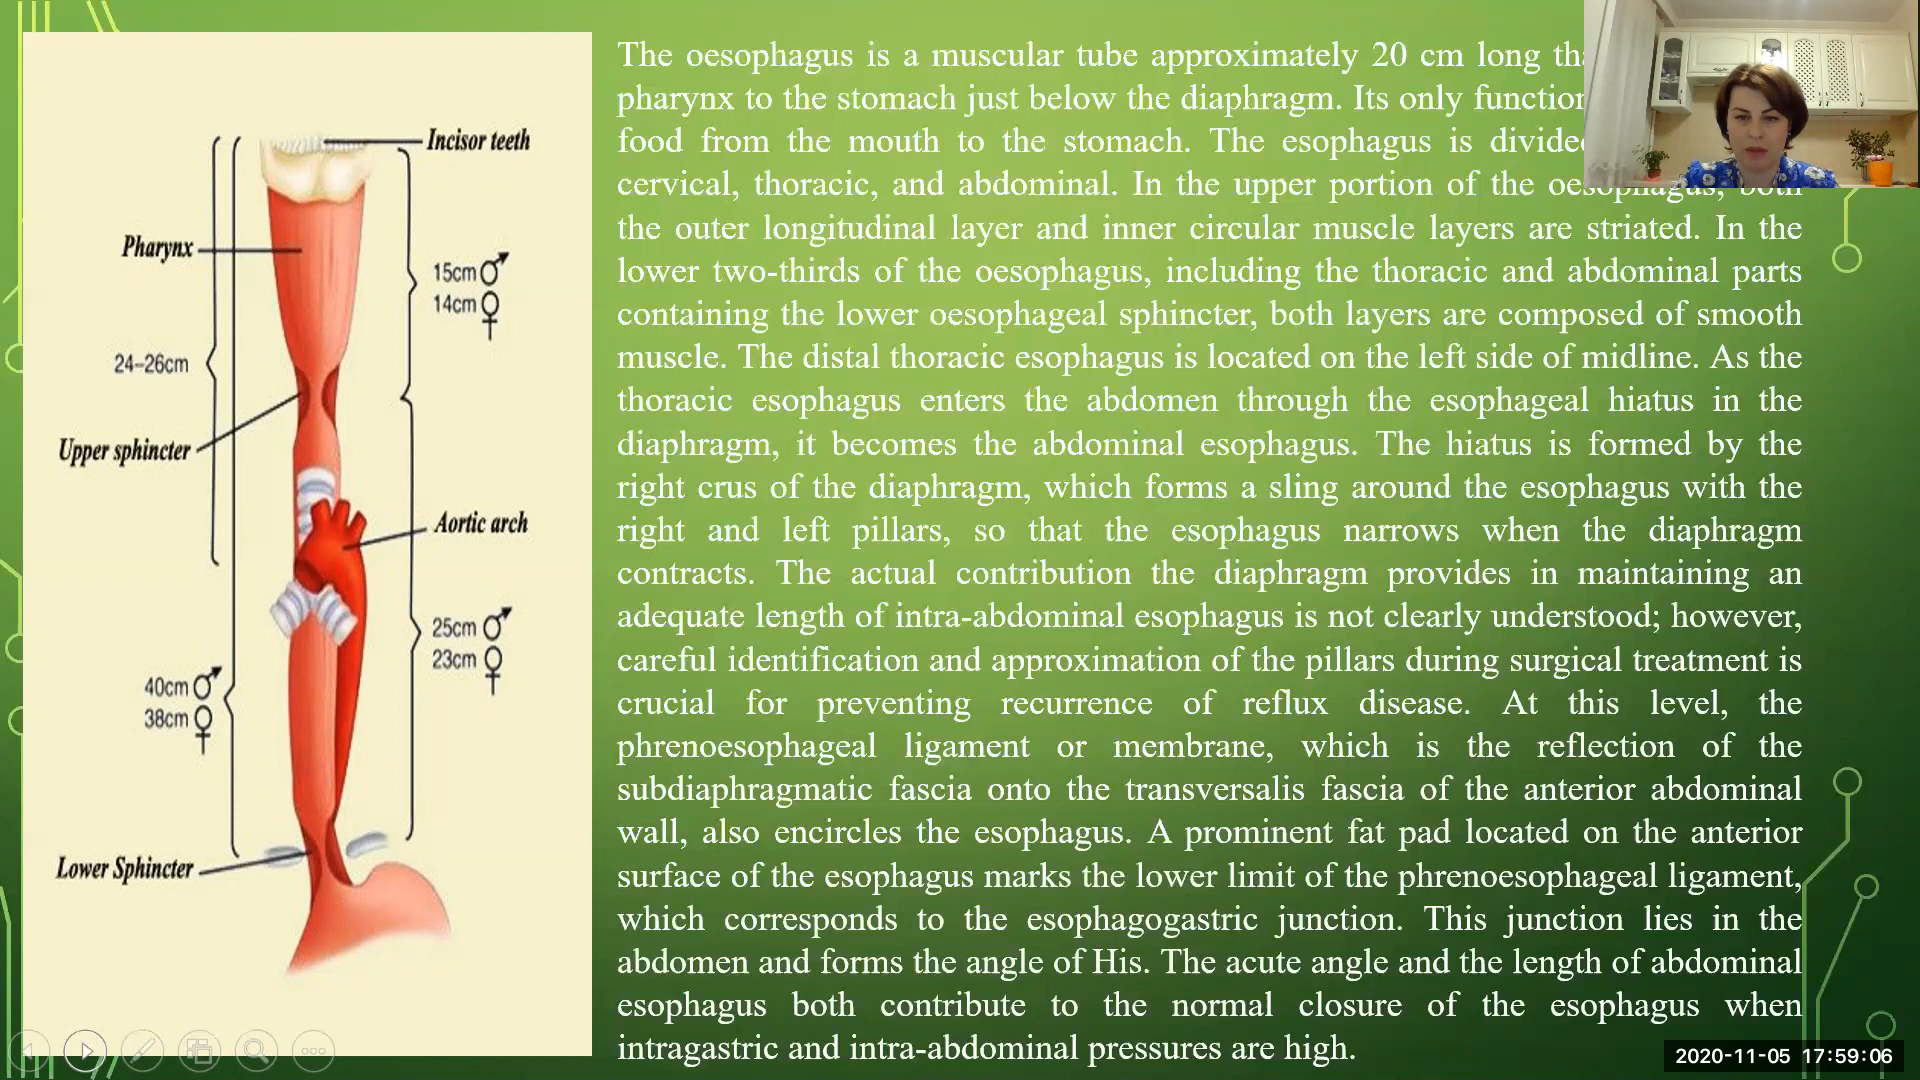 Incisor teeth
Pharynx
15cm♂
14cm♀
24–26cm
Upper sphincter
Aortic arch
25cm♂
23cm♀
40cm♂
38cm♀
Lower Sphincter
The oesophagus is a muscular tube approximately 20 cm long
pharynx to the stomach just below the diaphragm. Its only function
food from the mouth to the stomach. The esophagus is
cervical, thoracic, and abdominal. In the upper portion of the oesophagus, both
the outer longitudinal layer and inner circular muscle layers are striated. In the
lower two-thirds of the oesophagus, including the thoracic and abdominal parts
containing the lower oesophageal sphincter, both layers are composed of smooth
muscle. The distal thoracic esophagus is located on the left side of midline. As the
thoracic esophagus enters the abdomen through the esophageal hiatus in the
diaphragm, it becomes the abdominal esophagus. The hiatus is formed by the
right crus of the diaphragm, which forms a sling around the esophagus with the
right and left pillars, so that the esophagus narrows when the diaphragm
contracts. The actual contribution the diaphragm provides in maintaining an
adequate length of intra-abdominal esophagus is not clearly understood; however,
careful identification and approximation of the pillars during surgical treatment is
crucial for preventing recurrence of reflux disease. At this level, the
phrenoesophageal ligament or membrane, which is the reflection of the
subdiaphragmatic fascia onto the transversalis fascia of the anterior abdominal
wall, also encircles the esophagus. A prominent fat pad located on the anterior
surface of the esophagus marks the lower limit of the phrenoesophageal ligament,
which corresponds to the esophagogastric junction. This junction lies in the
abdomen and forms the angle of His. The acute angle and the length of abdominal
esophagus both contribute to the normal closure of the esophagus when
intragastric and intra-abdominal pressures are high.
2020-11-05 17:59:06